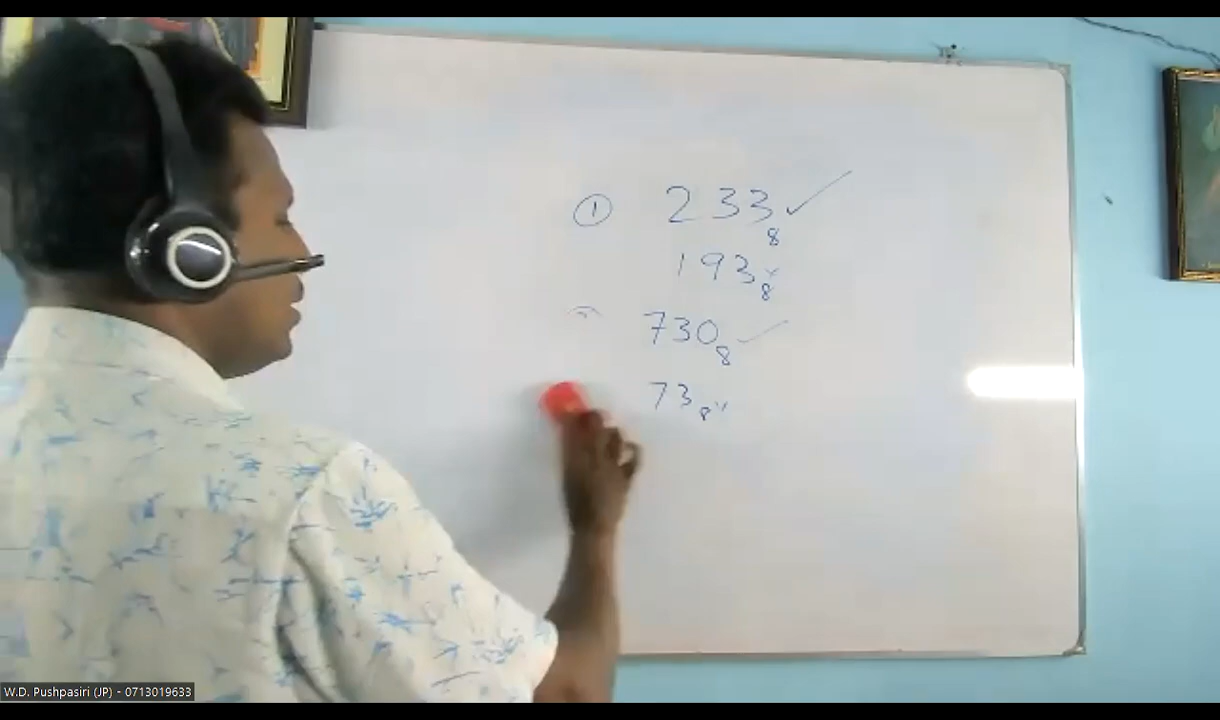 ① 233₈ ✓
193₈ ×
730₈ ✓
73₈ ×
W.D. Pushpasiri (JP) - 0713019633